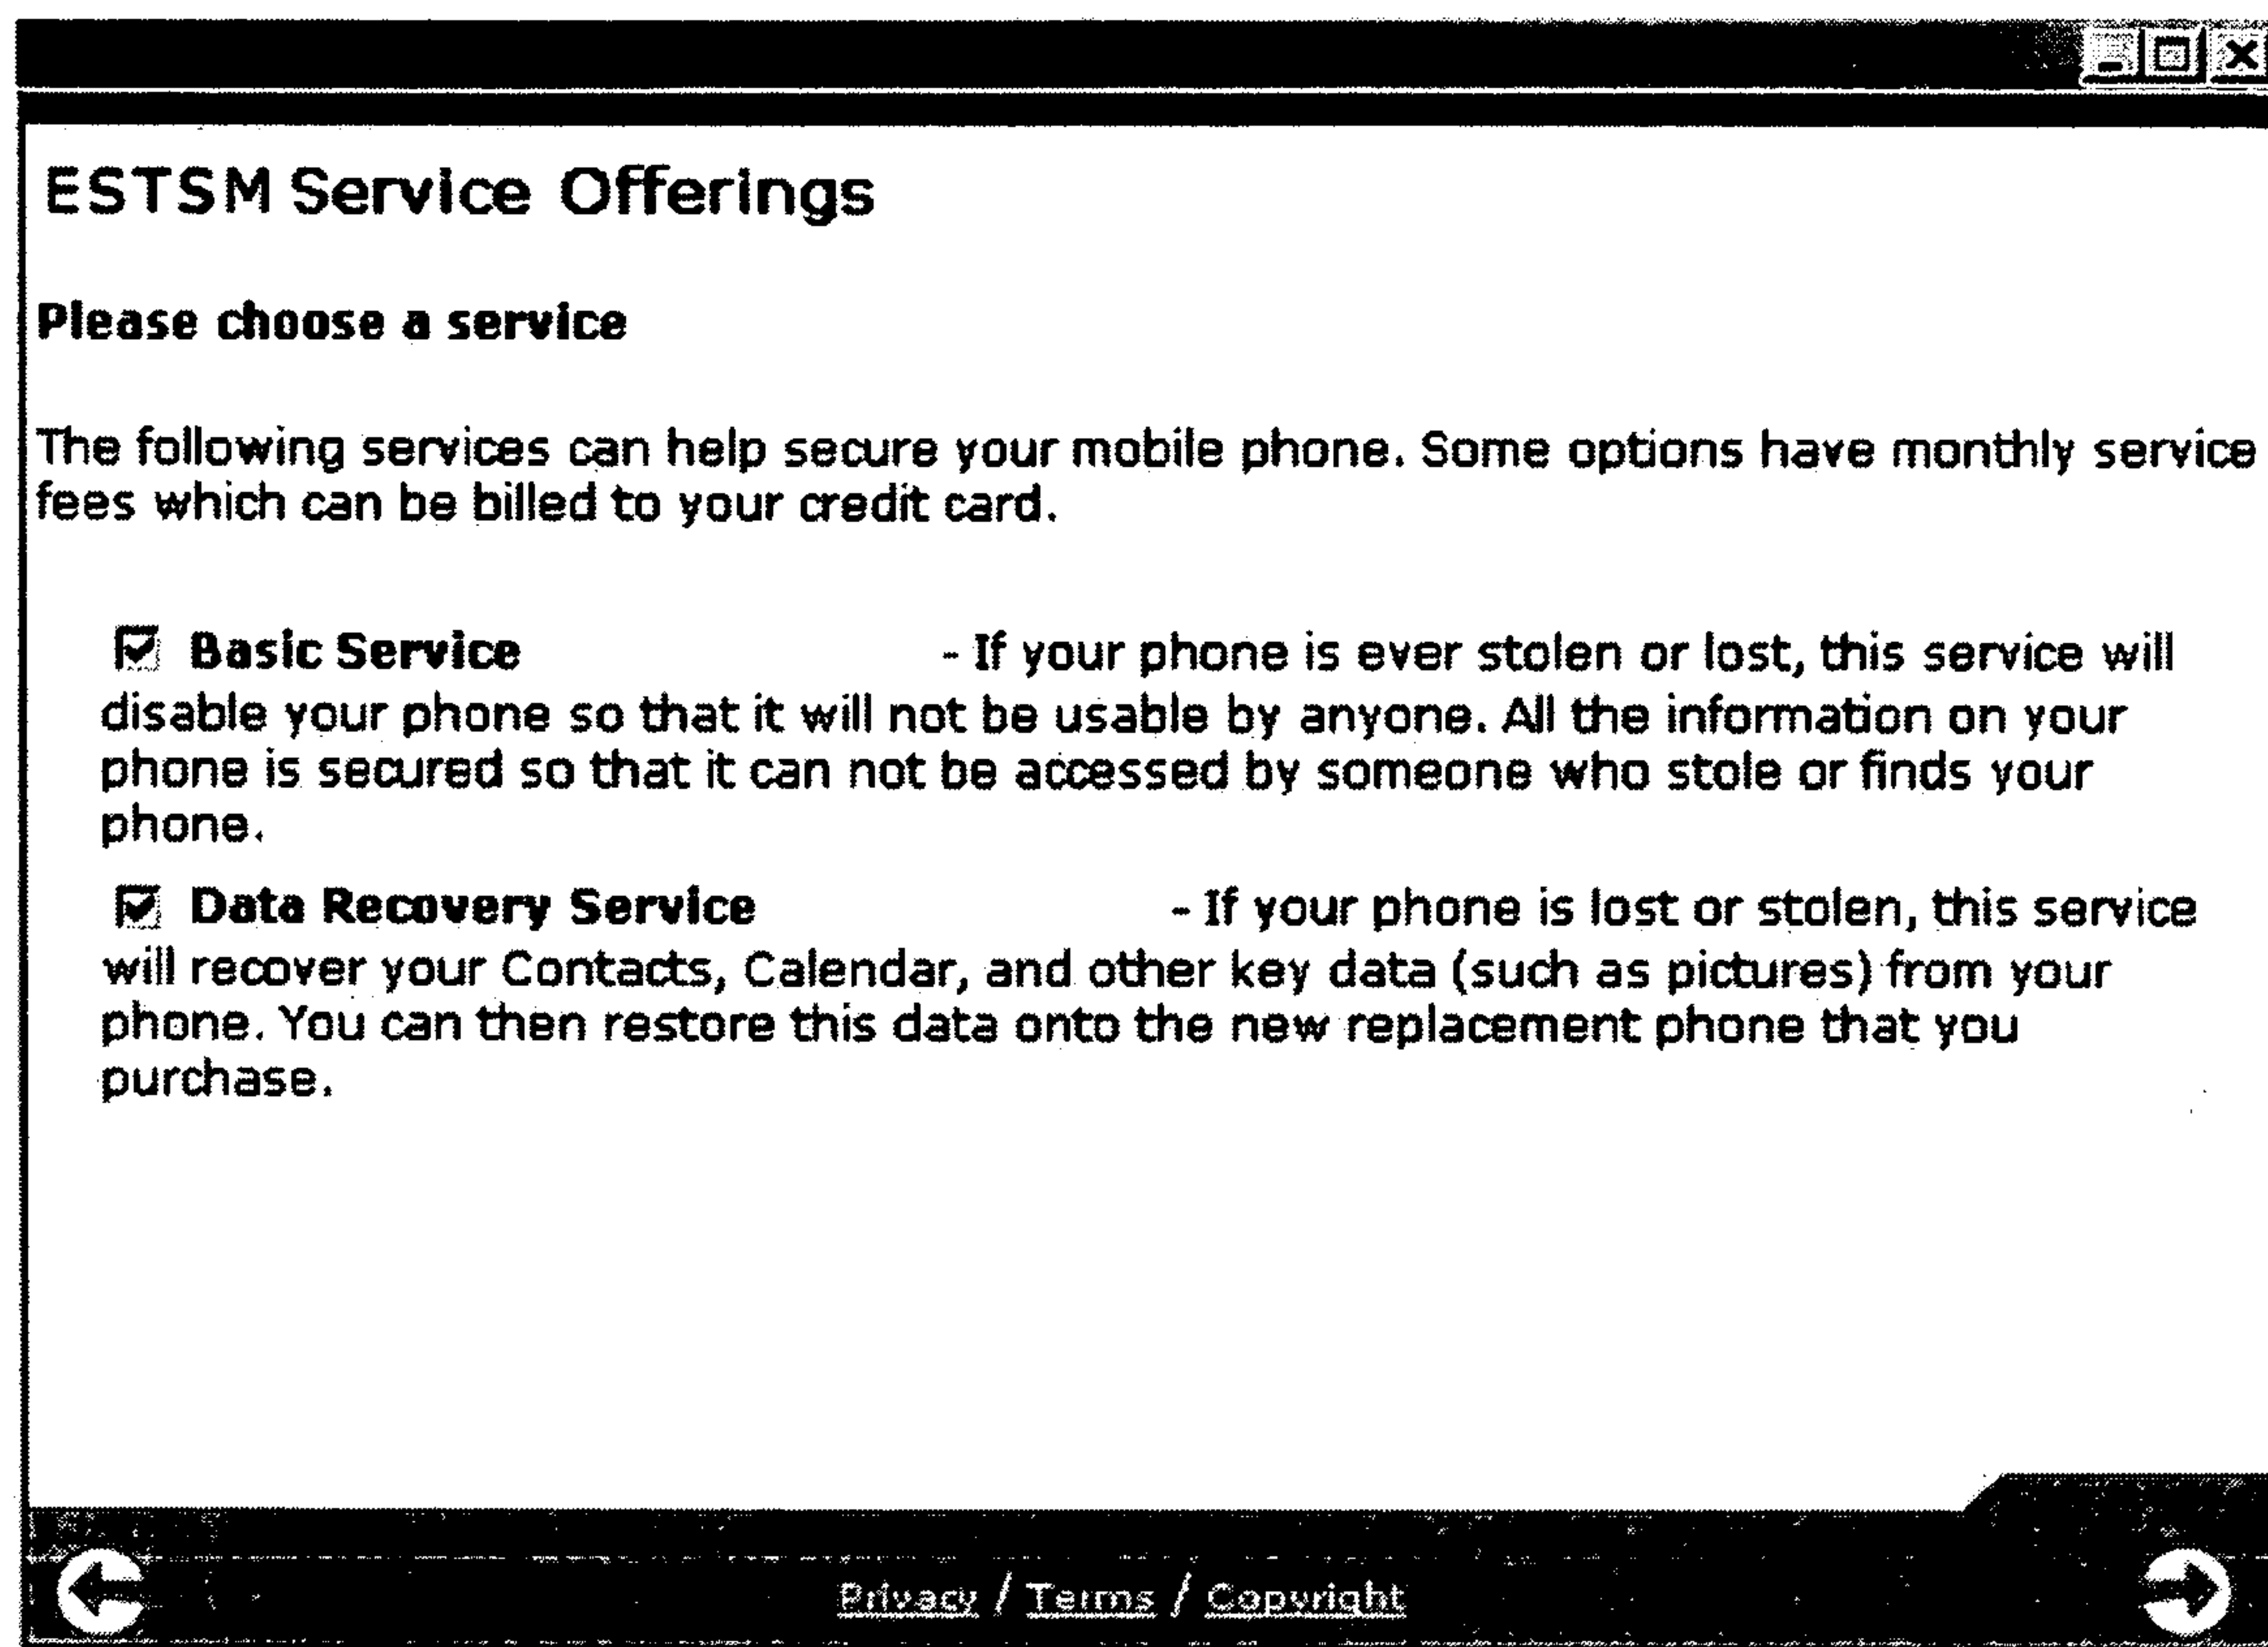 ESTSM Service Offerings
Please choose a service
The following services can help secure your mobile phone. Some options have monthly service
fees which can be billed to your credit card.
Basic Service - If your phone is ever stolen or lost, this service will
disable your phone so that it will not be usable by anyone. All the information on your
phone is secured so that it can not be accessed by someone who stole or finds your
phone.
Data Recovery Service - If your phone is lost or stolen, this service
will recover your Contacts, Calendar, and other key data (such as pictures) from your
phone. You can then restore this data onto the new replacement phone that you
purchase.
Privacy / Terms / Copyright